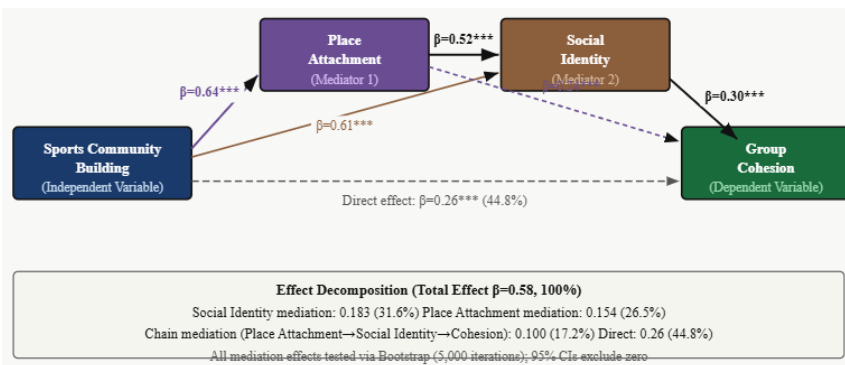 Place
Attachment
(Mediator 1)
β=0.52***
Social
Identity
(Mediator 2)
β=0.64***
β=0.30***
β=0.61***
Sports Community
Building
(Independent Variable)
Group
Cohesion
(Dependent Variable)
Direct effect: β=0.26*** (44.8%)
Effect Decomposition (Total Effect β=0.58, 100%)
Social Identity mediation: 0.183 (31.6%) Place Attachment mediation: 0.154 (26.5%)
Chain mediation (Place Attachment→Social Identity→Cohesion): 0.100 (17.2%) Direct: 0.26 (44.8%)
All mediation effects tested via Bootstrap (5,000 iterations); 95% CIs exclude zero